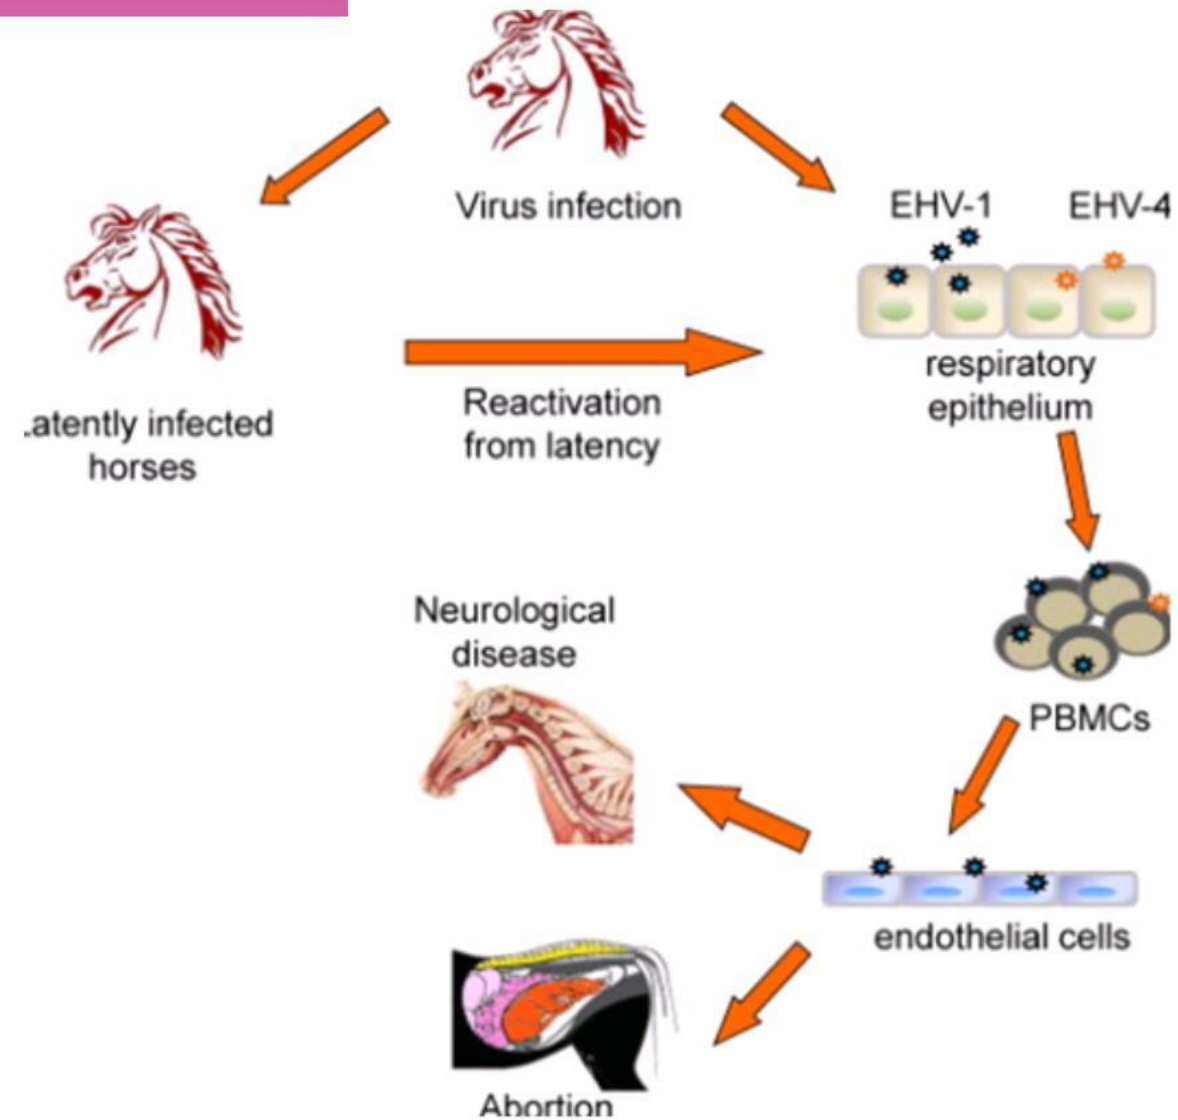 Virus infection
EHV-1
EHV-4
respiratory
epithelium
Reactivation
from latency
atently infected
horses
Neurological
disease
PBMCs
endothelial cells
Abortion